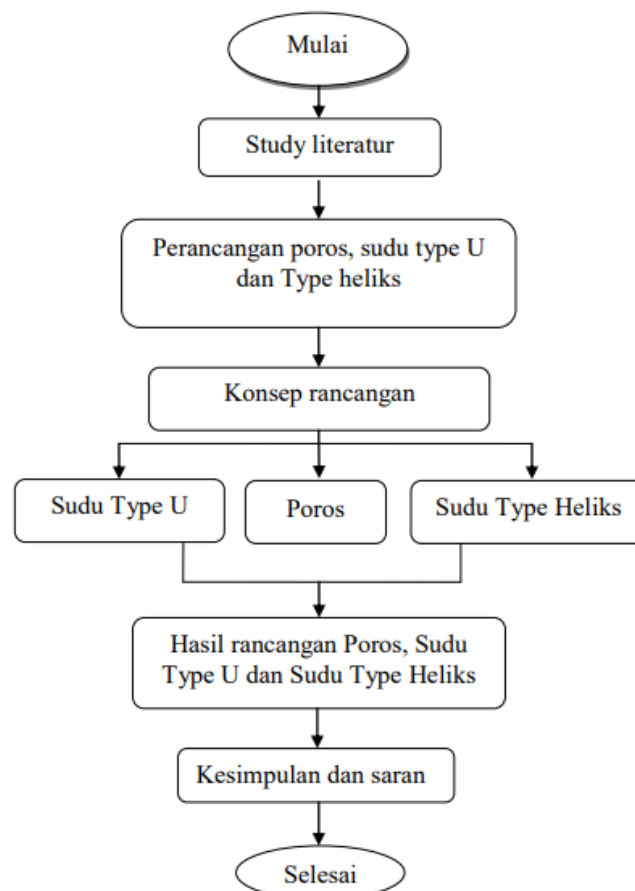 Mulai
Study literatur
Perancangan poros, sudu type U
dan Type heliks
Konsep rancangan
Sudu Type U
Poros
Sudu Type Heliks
Hasil rancangan Poros, Sudu
Type U dan Sudu Type Heliks
Kesimpulan dan saran
Selesai